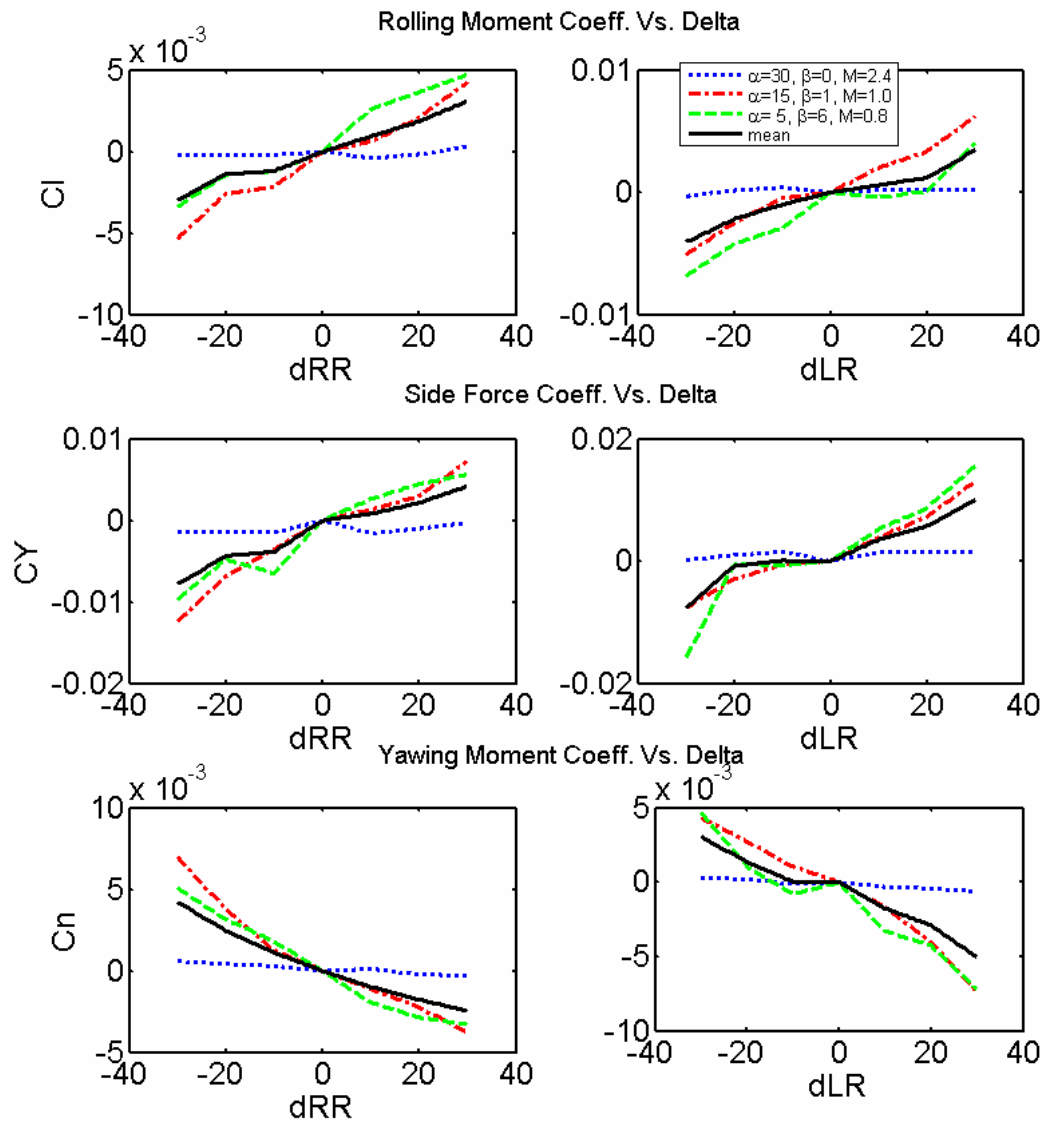 Rolling Moment Coeff. Vs. Delta
x 10⁻³
5
0
-5
-10
-40 -20 0 20 40
Cl
dRR
0.01
0
-0.01
-40 -20 0 20 40
dLR
α=30, β=0, M=2.4
α=15, β=1, M=1.0
α= 5, β=6, M=0.8
mean
Side Force Coeff. Vs. Delta
0.01
0
-0.01
-0.02
-40 -20 0 20 40
CY
dRR
0.02
0
-0.02
-40 -20 0 20 40
dLR
Yawing Moment Coeff. Vs. Delta
x 10⁻³
10
5
0
-5
-40 -20 0 20 40
Cn
dRR
x 10⁻³
5
0
-5
-10
-40 -20 0 20 40
dLR